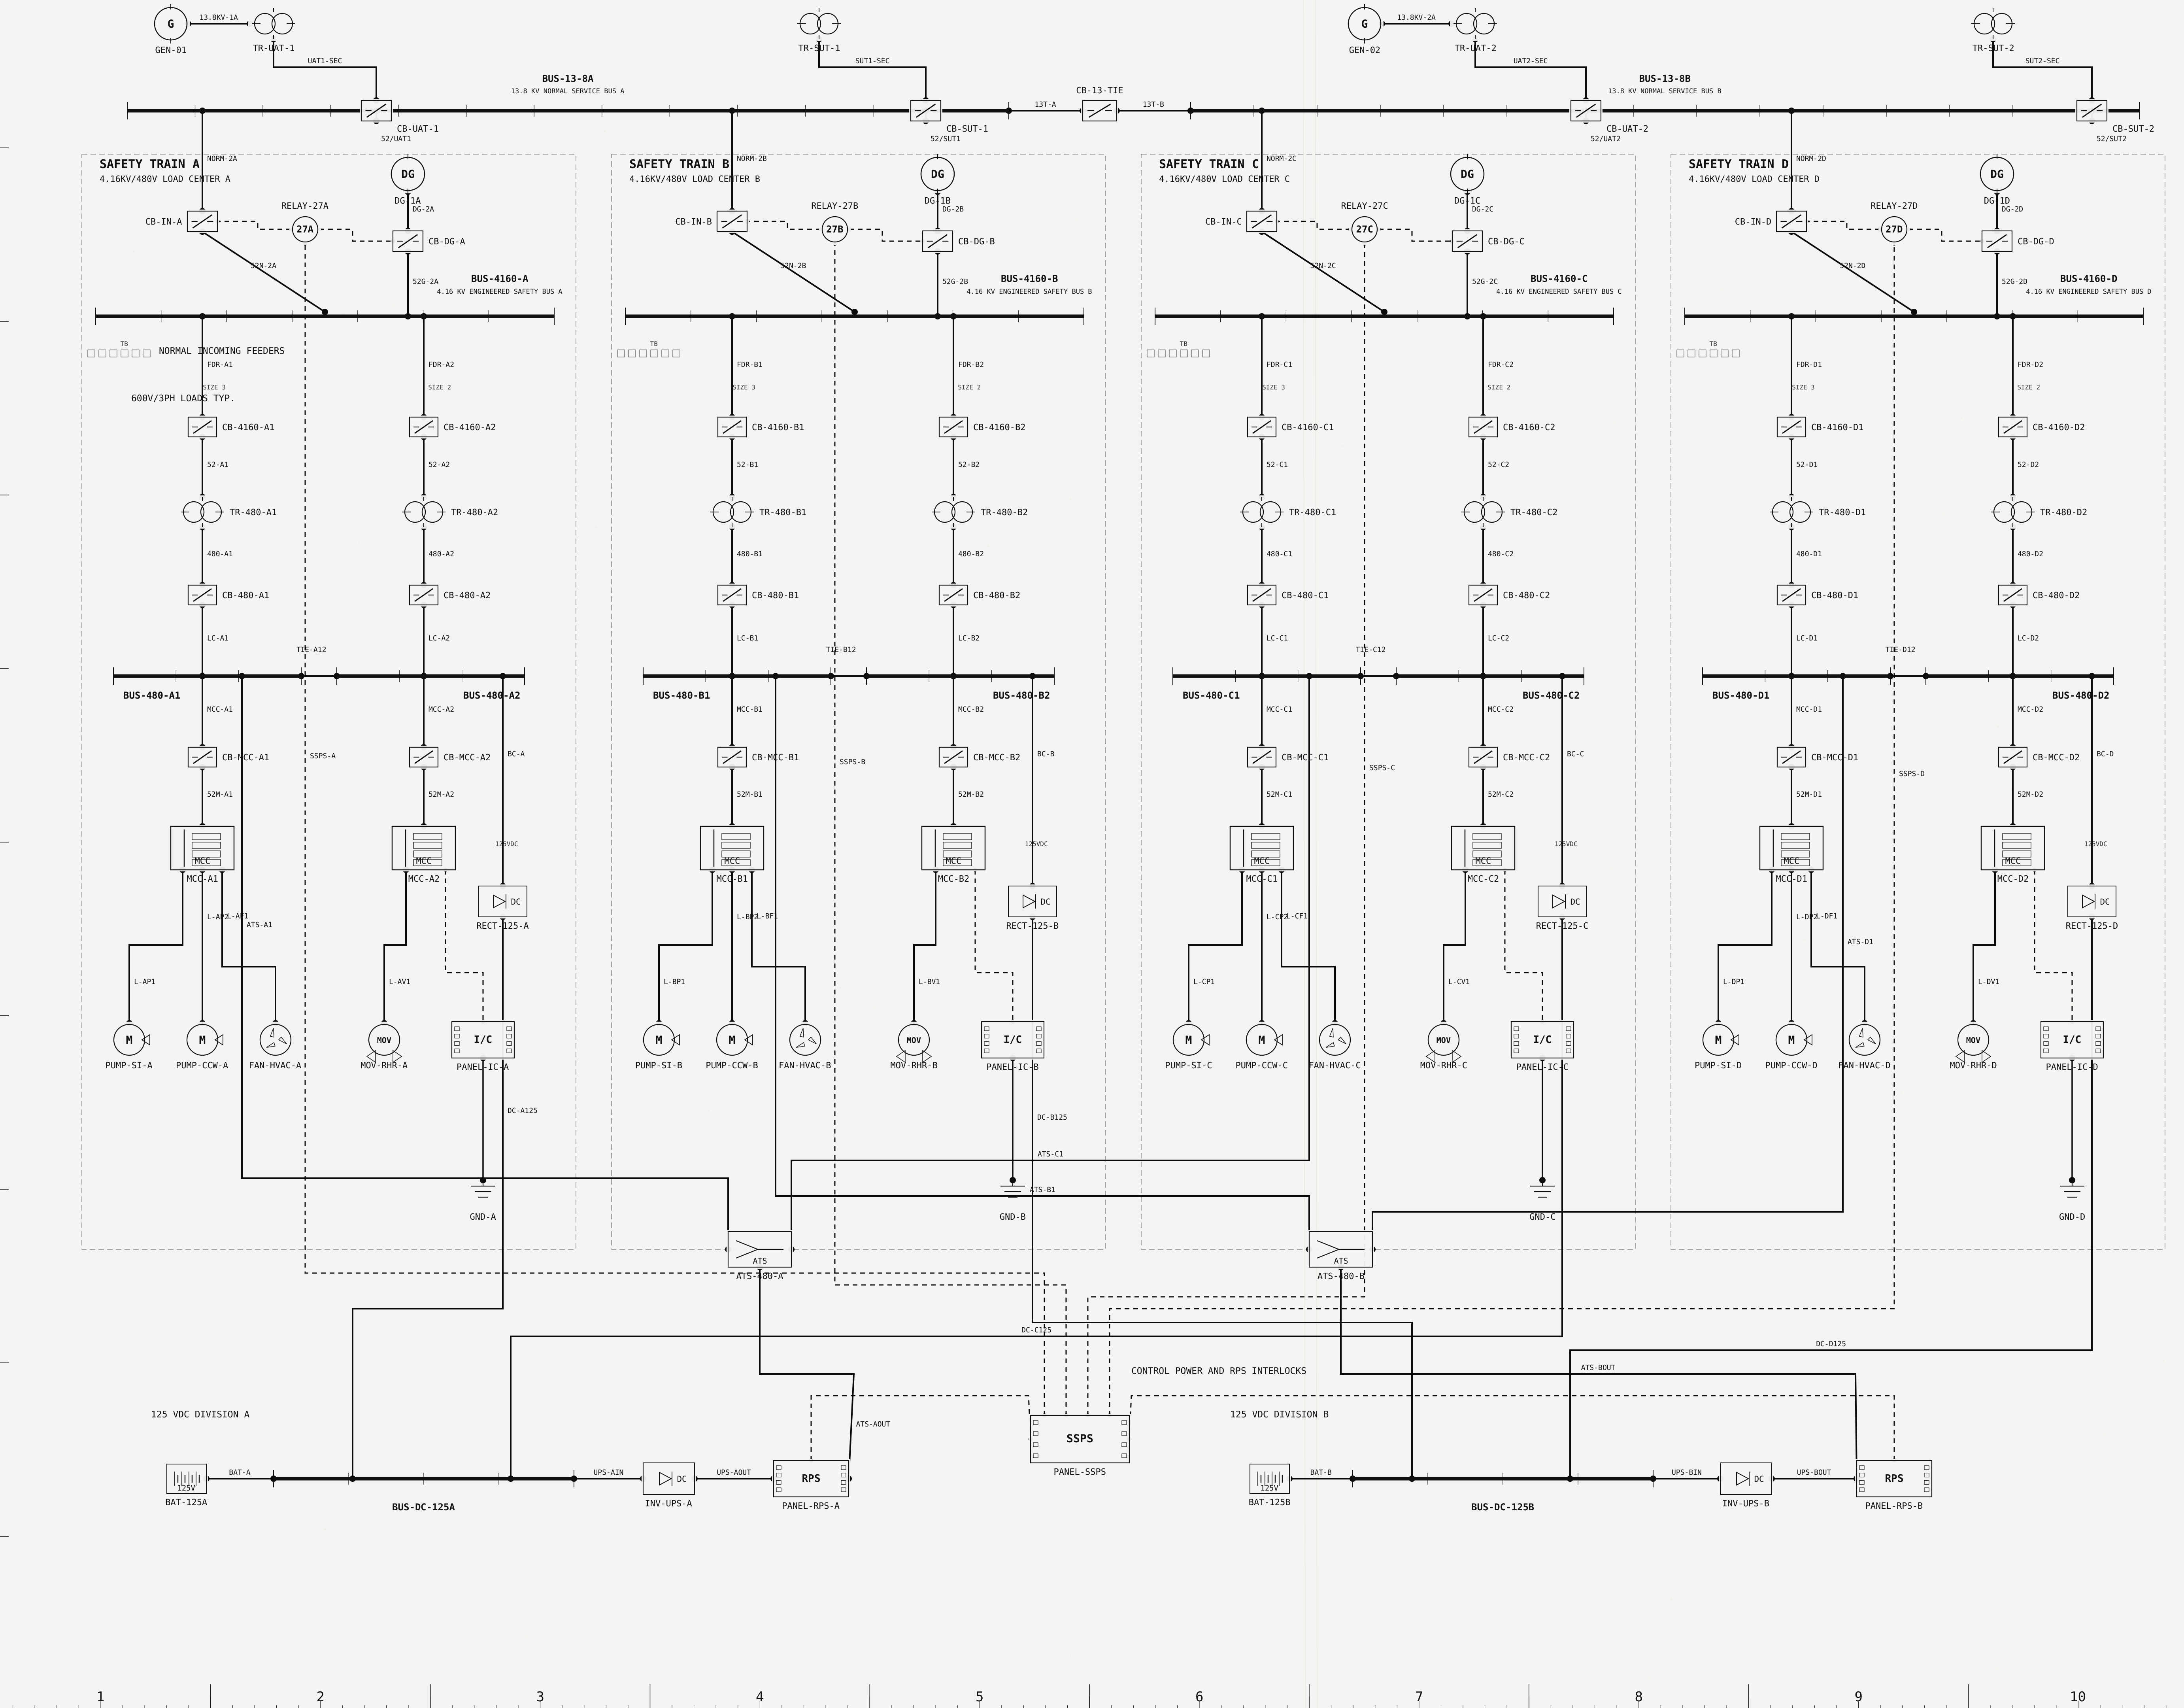 G
13.8KV-1A
GEN-01
TR-UAT-1
TR-SUT-1
G
13.8KV-2A
GEN-02
TR-UAT-2
TR-SUT-2
UAT1-SEC
SUT1-SEC
UAT2-SEC
SUT2-SEC
BUS-13-8A
13.8 KV NORMAL SERVICE BUS A
CB-13-TIE
13T-A
13T-B
BUS-13-8B
13.8 KV NORMAL SERVICE BUS B
CB-UAT-1
52/UAT1
CB-SUT-1
52/SUT1
CB-UAT-2
52/UAT2
CB-SUT-2
52/SUT2
SAFETY TRAIN A
4.16KV/480V LOAD CENTER A
NORM-2A
DG
DG-1A
DG-2A
CB-IN-A
RELAY-27A
27A
CB-DG-A
52N-2A
52G-2A
BUS-4160-A
4.16 KV ENGINEERED SAFETY BUS A
TB
NORMAL INCOMING FEEDERS
FDR-A1
FDR-A2
SIZE 3
SIZE 2
600V/3PH LOADS TYP.
CB-4160-A1
CB-4160-A2
52-A1
52-A2
TR-480-A1
TR-480-A2
480-A1
480-A2
CB-480-A1
CB-480-A2
LC-A1
LC-A2
TIE-A12
BUS-480-A1
BUS-480-A2
MCC-A1
MCC-A2
CB-MCC-A1
SSPS-A
CB-MCC-A2
BC-A
52M-A1
52M-A2
125VDC
MCC
MCC
MCC-A1
MCC-A2
DC
L-AP2
L-AF1
ATS-A1
RECT-125-A
L-AP1
L-AV1
M
M
MOV
I/C
PUMP-SI-A
PUMP-CCW-A
FAN-HVAC-A
MOV-RHR-A
PANEL-IC-A
DC-A125
GND-A
SAFETY TRAIN B
4.16KV/480V LOAD CENTER B
NORM-2B
DG
DG-1B
DG-2B
CB-IN-B
RELAY-27B
27B
CB-DG-B
52N-2B
52G-2B
BUS-4160-B
4.16 KV ENGINEERED SAFETY BUS B
TB
FDR-B1
FDR-B2
SIZE 3
SIZE 2
CB-4160-B1
CB-4160-B2
52-B1
52-B2
TR-480-B1
TR-480-B2
480-B1
480-B2
CB-480-B1
CB-480-B2
LC-B1
LC-B2
TIE-B12
BUS-480-B1
BUS-480-B2
MCC-B1
MCC-B2
CB-MCC-B1
SSPS-B
CB-MCC-B2
BC-B
52M-B1
52M-B2
125VDC
MCC
MCC
MCC-B1
MCC-B2
DC
L-BP2
L-BF1
RECT-125-B
L-BP1
L-BV1
M
M
MOV
I/C
PUMP-SI-B
PUMP-CCW-B
FAN-HVAC-B
MOV-RHR-B
PANEL-IC-B
DC-B125
ATS-C1
ATS-B1
GND-B
SAFETY TRAIN C
4.16KV/480V LOAD CENTER C
NORM-2C
DG
DG-1C
DG-2C
CB-IN-C
RELAY-27C
27C
CB-DG-C
52N-2C
52G-2C
BUS-4160-C
4.16 KV ENGINEERED SAFETY BUS C
TB
FDR-C1
FDR-C2
SIZE 3
SIZE 2
CB-4160-C1
CB-4160-C2
52-C1
52-C2
TR-480-C1
TR-480-C2
480-C1
480-C2
CB-480-C1
CB-480-C2
LC-C1
LC-C2
TIE-C12
BUS-480-C1
BUS-480-C2
MCC-C1
MCC-C2
CB-MCC-C1
SSPS-C
CB-MCC-C2
BC-C
52M-C1
52M-C2
125VDC
MCC
MCC
MCC-C1
MCC-C2
DC
L-CP2
L-CF1
RECT-125-C
L-CP1
L-CV1
M
M
MOV
I/C
PUMP-SI-C
PUMP-CCW-C
FAN-HVAC-C
MOV-RHR-C
PANEL-IC-C
GND-C
SAFETY TRAIN D
4.16KV/480V LOAD CENTER D
NORM-2D
DG
DG-1D
DG-2D
CB-IN-D
RELAY-27D
27D
CB-DG-D
52N-2D
52G-2D
BUS-4160-D
4.16 KV ENGINEERED SAFETY BUS D
TB
FDR-D1
FDR-D2
SIZE 3
SIZE 2
CB-4160-D1
CB-4160-D2
52-D1
52-D2
TR-480-D1
TR-480-D2
480-D1
480-D2
CB-480-D1
CB-480-D2
LC-D1
LC-D2
TIE-D12
BUS-480-D1
BUS-480-D2
MCC-D1
MCC-D2
CB-MCC-D1
SSPS-D
CB-MCC-D2
BC-D
52M-D1
52M-D2
125VDC
MCC
MCC
MCC-D1
MCC-D2
DC
L-DP2
L-DF1
ATS-D1
RECT-125-D
L-DP1
L-DV1
M
M
MOV
I/C
PUMP-SI-D
PUMP-CCW-D
FAN-HVAC-D
MOV-RHR-D
PANEL-IC-D
GND-D
ATS
ATS-480-A
ATS
ATS-480-B
DC-C125
DC-D125
CONTROL POWER AND RPS INTERLOCKS
ATS-BOUT
125 VDC DIVISION A
ATS-AOUT
SSPS
PANEL-SSPS
125 VDC DIVISION B
125V
BAT-125A
BAT-A
BUS-DC-125A
UPS-AIN
DC
INV-UPS-A
UPS-AOUT
RPS
PANEL-RPS-A
125V
BAT-125B
BAT-B
BUS-DC-125B
UPS-BIN
DC
INV-UPS-B
UPS-BOUT
RPS
PANEL-RPS-B
1 2 3 4 5 6 7 8 9 10